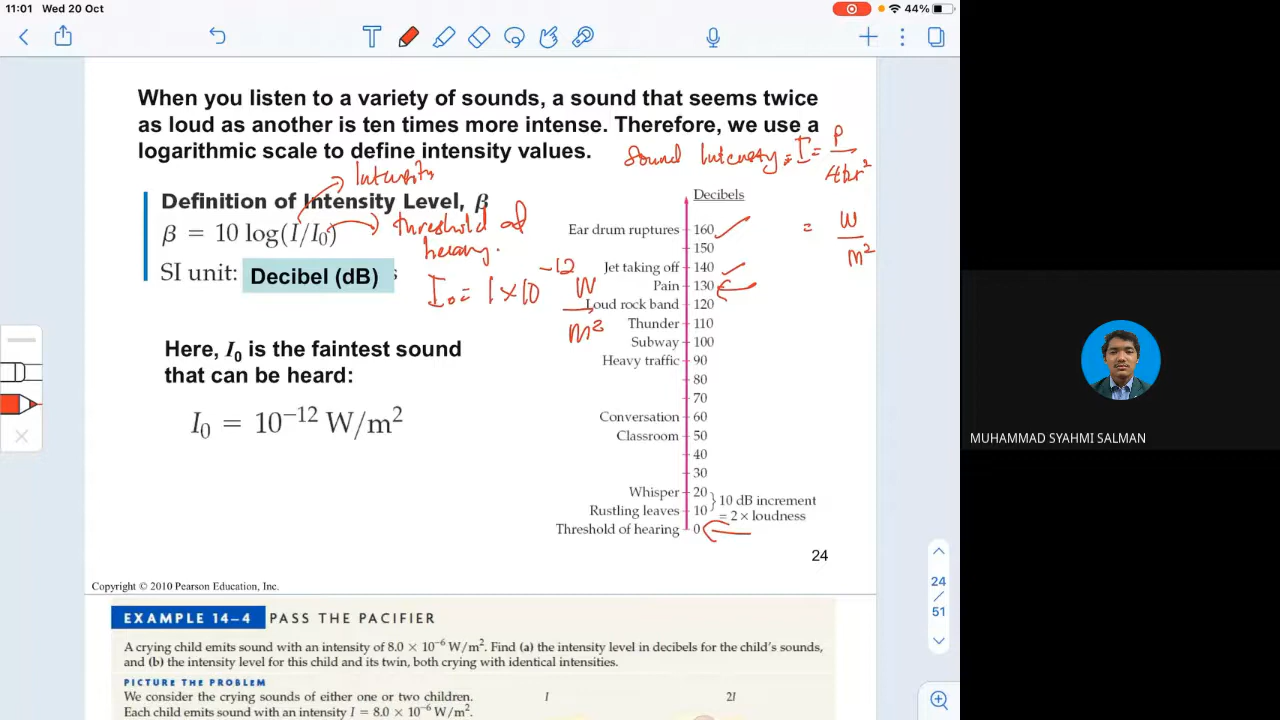 11:01 Wed 20 Oct
44%
When you listen to a variety of sounds, a sound that seems twice
as loud as another is ten times more intense. Therefore, we use a
logarithmic scale to define intensity values.
Sound Intensity = I = P / 4πr²
= W / m²
Intensity
Definition of Intensity Level, β
β = 10 log(I/I₀)
threshold of
SI unit: Decibel (dB) s
I₀ = 1 × 10⁻¹² W / m²
Here, I₀ is the faintest sound
that can be heard:
I₀ = 10⁻¹² W/m²
Decibels
Ear drum ruptures 160
150
Jet taking off 140
Pain 130
Loud rock band 120
Thunder 110
Subway 100
Heavy traffic 90
80
70
Conversation 60
Classroom 50
40
30
Whisper 20
Rustling leaves 10
Threshold of hearing 0
10 dB increment
= 2 × loudness
24
Copyright © 2010 Pearson Education, Inc.
EXAMPLE 14–4 PASS THE PACIFIER
A crying child emits sound with an intensity of 8.0 × 10⁻⁶ W/m². Find (a) the intensity level in decibels for the child's sounds,
and (b) the intensity level for this child and its twin, both crying with identical intensities.
PICTURE THE PROBLEM
We consider the crying sounds of either one or two children.
Each child emits sound with an intensity I = 8.0 × 10⁻⁶ W/m².
I
2I
24
/
51
MUHAMMAD SYAHMI SALMAN